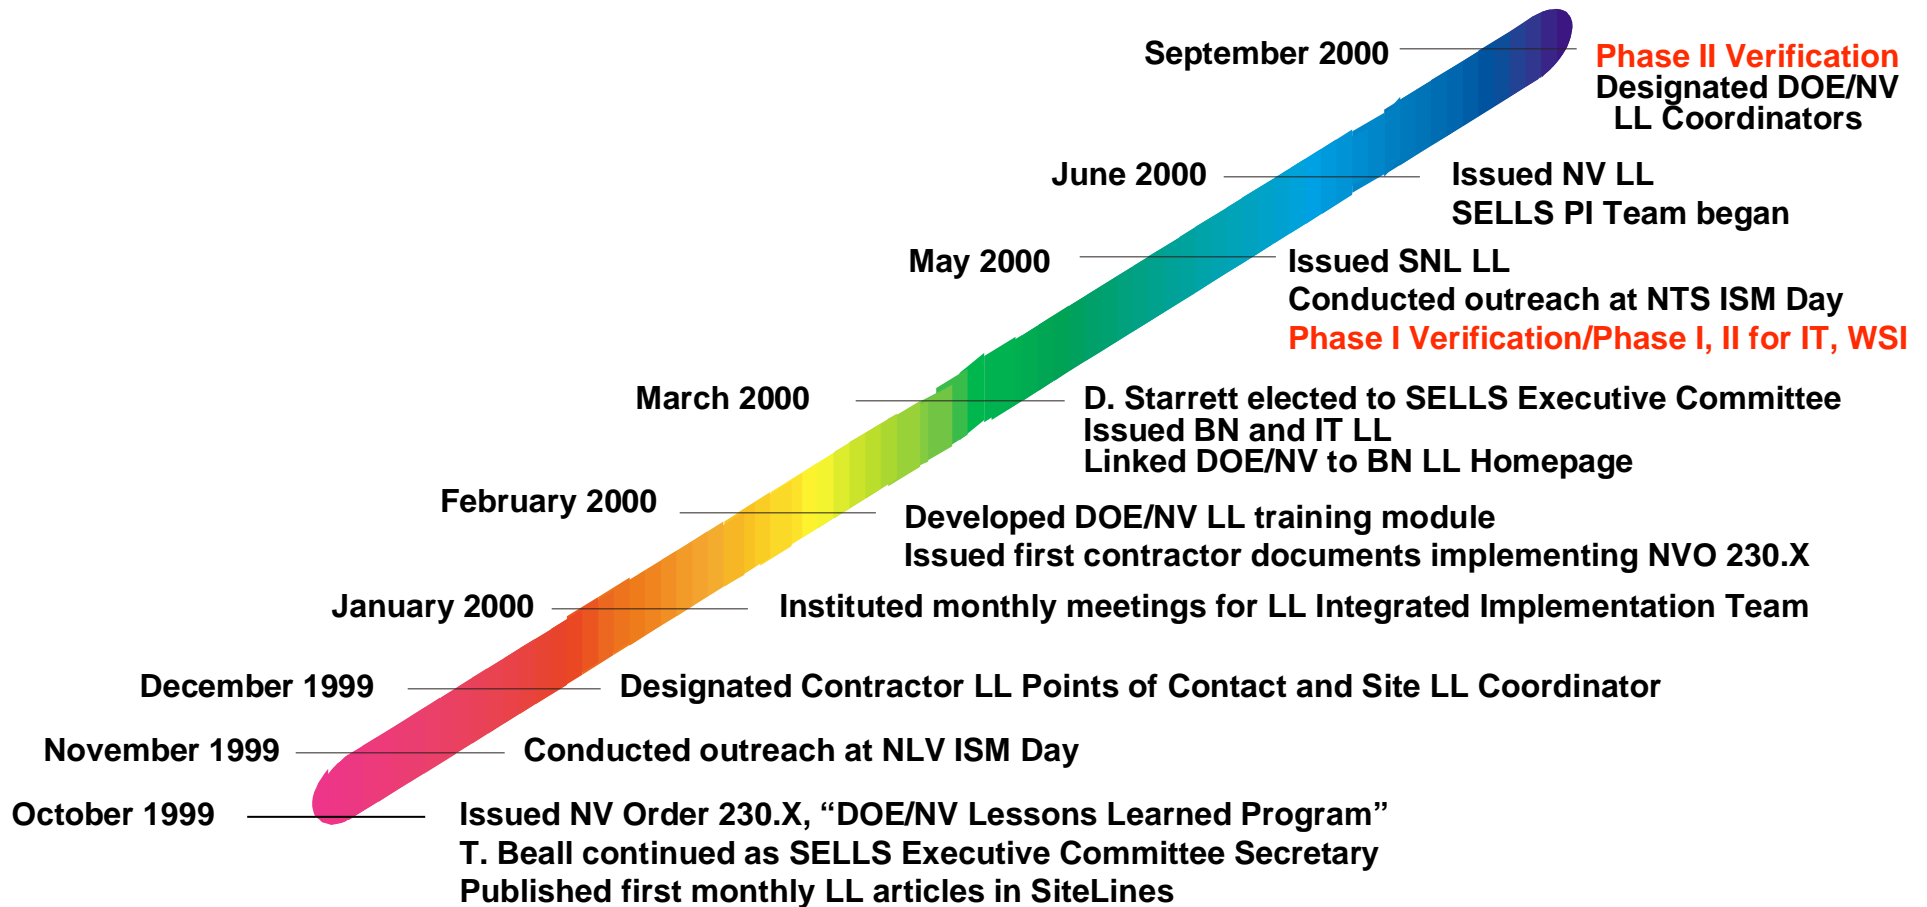 September 2000
Phase II Verification
Designated DOE/NV
LL Coordinators
June 2000
Issued NV LL
SELLS PI Team began
May 2000
Issued SNL LL
Conducted outreach at NTS ISM Day
Phase I Verification/Phase I, II for IT, WSI
March 2000
D. Starrett elected to SELLS Executive Committee
Issued BN and IT LL
Linked DOE/NV to BN LL Homepage
February 2000
Developed DOE/NV LL training module
Issued first contractor documents implementing NVO 230.X
January 2000
Instituted monthly meetings for LL Integrated Implementation Team
December 1999
Designated Contractor LL Points of Contact and Site LL Coordinator
November 1999
Conducted outreach at NLV ISM Day
October 1999
Issued NV Order 230.X, “DOE/NV Lessons Learned Program”
T. Beall continued as SELLS Executive Committee Secretary
Published first monthly LL articles in SiteLines